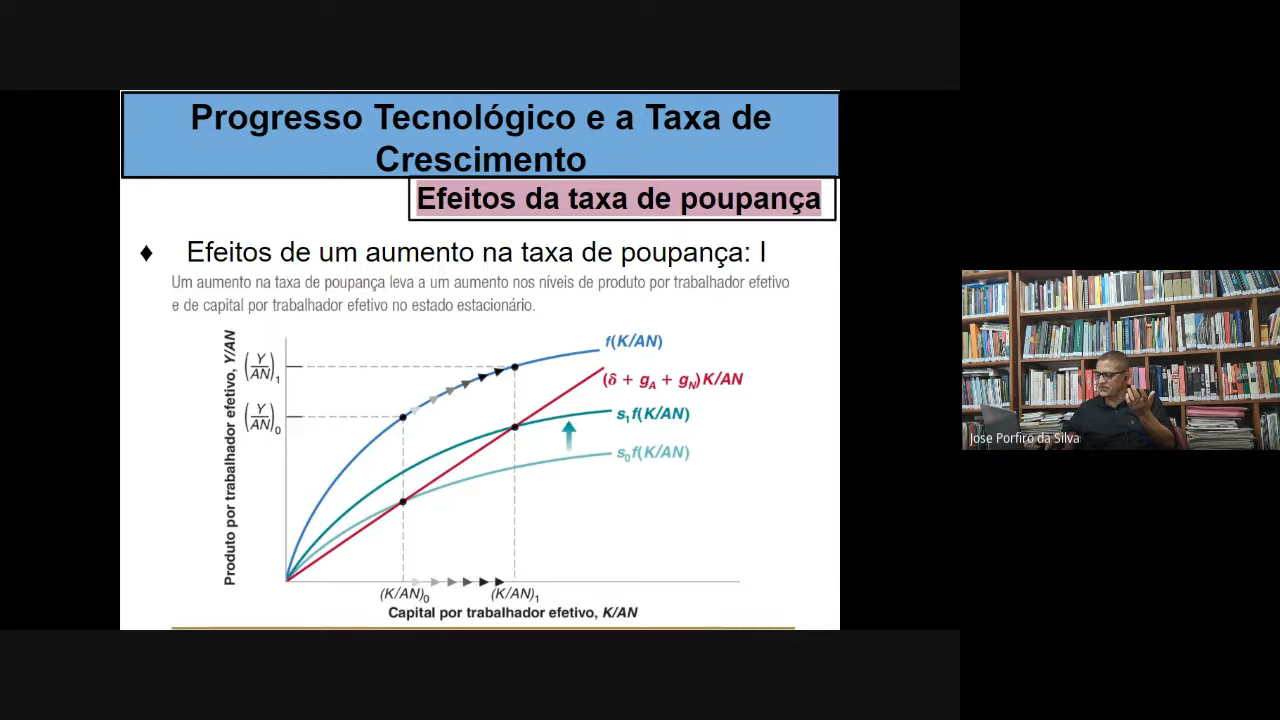 Progresso Tecnológico e a Taxa de
Crescimento
Efeitos da taxa de poupança
♦ Efeitos de um aumento na taxa de poupança: I
Um aumento na taxa de poupança leva a um aumento nos níveis de produto por trabalhador efetivo
e de capital por trabalhador efetivo no estado estacionário.
Produto por trabalhador efetivo, Y/AN
(Y/AN)₁
(Y/AN)₀
f(K/AN)
(δ + g_A + g_N)K/AN
s₁f(K/AN)
s₀f(K/AN)
(K/AN)₀
(K/AN)₁
Capital por trabalhador efetivo, K/AN
Jose Porfiro da Silva